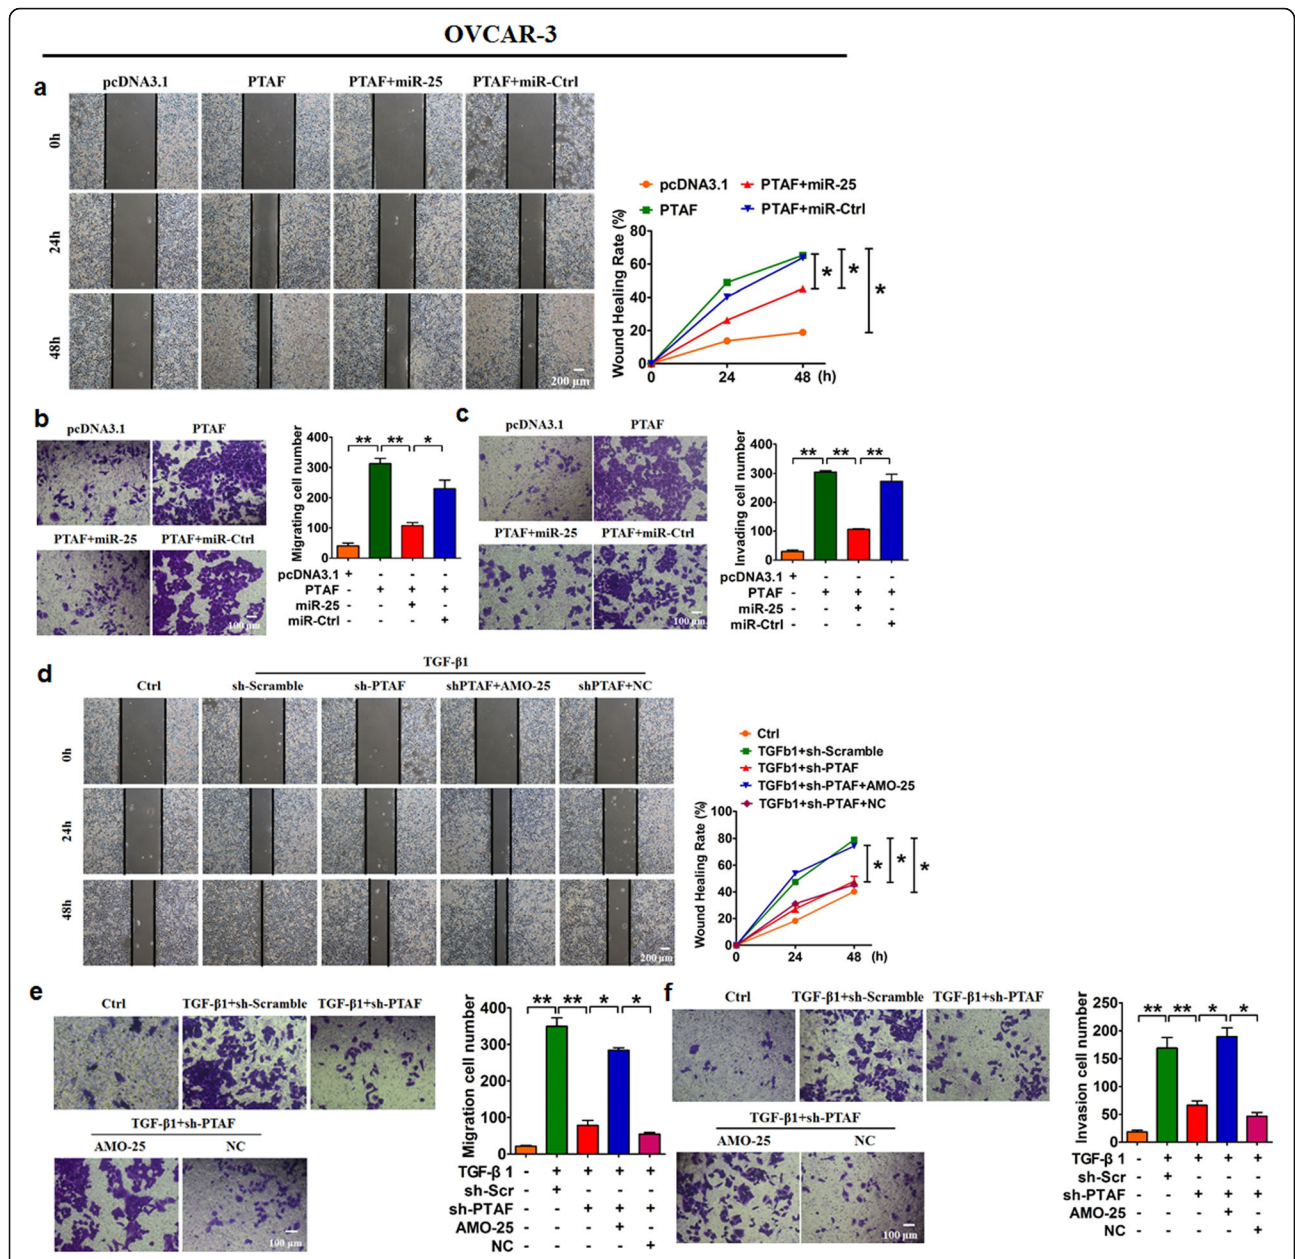 OVCAR-3
a
pcDNA3.1 PTAF PTAF+miR-25 PTAF+miR-Ctrl
0h
24h
48h
200 µm
pcDNA3.1 PTAF+miR-25
PTAF PTAF+miR-Ctrl
Wound Healing Rate (%)
80
60
40
20
0
0 24 48 (h)
* * *
b
pcDNA3.1 PTAF
PTAF+miR-25 PTAF+miR-Ctrl
100 µm
Migrating cell number
400
300
200
100
0
** ** *
pcDNA3.1 + - - -
PTAF - + + +
miR-25 - - + -
miR-Ctrl - - - +
c
pcDNA3.1 PTAF
PTAF+miR-25 PTAF+miR-Ctrl
100 µm
Invading cell number
400
300
200
100
0
** ** **
pcDNA3.1 + - - -
PTAF - + + +
miR-25 - - + -
miR-Ctrl - - - +
d
TGF-β1
Ctrl sh-Scramble sh-PTAF shPTAF+AMO-25 shPTAF+NC
0h
24h
48h
200 µm
Ctrl
TGFb1+sh-Scramble
TGFb1+sh-PTAF
TGFb1+sh-PTAF+AMO-25
TGFb1+sh-PTAF+NC
Wound Healing Rate (%)
100
80
60
40
20
0
0 24 48 (h)
* * *
e
Ctrl TGF-β1+sh-Scramble TGF-β1+sh-PTAF
TGF-β1+sh-PTAF
AMO-25 NC
100 µm
Migration cell number
400
300
200
100
0
** ** * *
TGF-β 1 - + + + +
sh-Scr - + - - -
sh-PTAF - - + + +
AMO-25 - - - + -
NC - - - - +
f
Ctrl TGF-β1+sh-Scramble TGF-β1+sh-PTAF
TGF-β1+sh-PTAF
AMO-25 NC
100 µm
Invasion cell number
250
200
150
100
50
0
** ** * *
TGF-β 1 - + + + +
sh-Scr - + - - -
sh-PTAF - - + + +
AMO-25 - - - + -
NC - - - - +